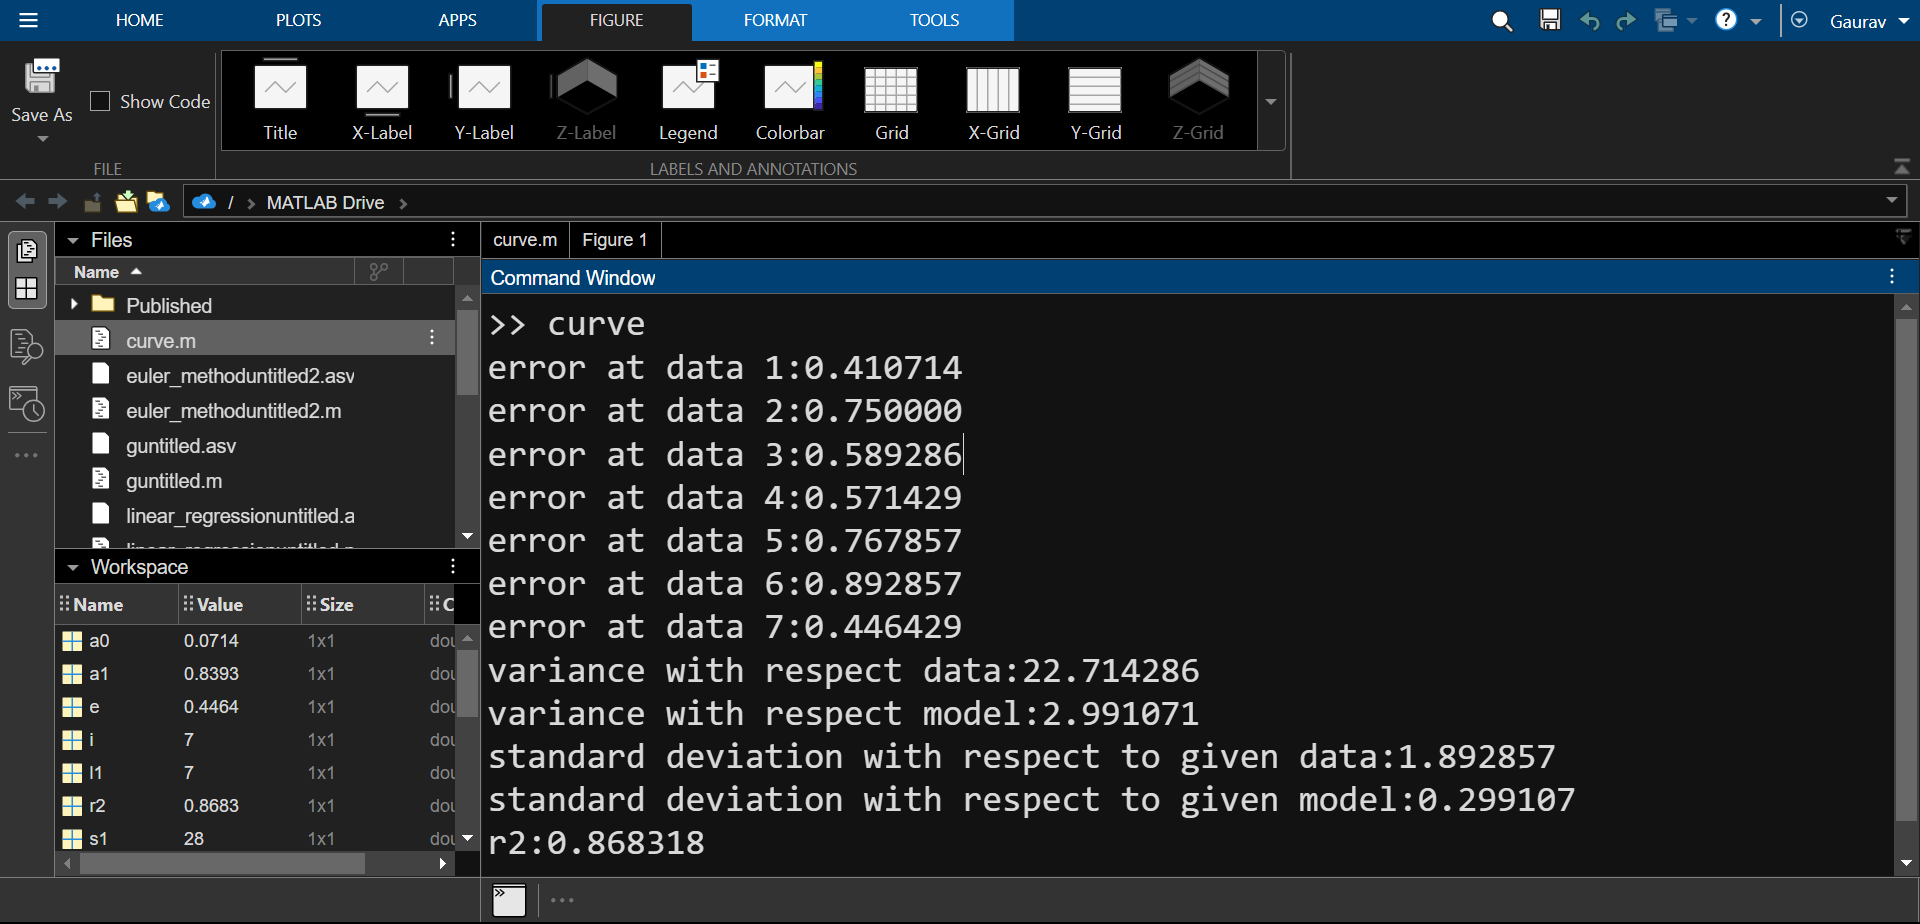 HOME PLOTS APPS FIGURE FORMAT TOOLS Gaurav
Save As
Show Code
FILE
Title X-Label Y-Label Z-Label Legend Colorbar Grid X-Grid Y-Grid Z-Grid
LABELS AND ANNOTATIONS
/ MATLAB Drive
Files
Name
Published
curve.m
euler_methoduntitled2.asv
euler_methoduntitled2.m
guntitled.asv
guntitled.m
linear_regressionuntitled.a
Workspace
Name Value Size C
a0 0.0714 1x1 dou
a1 0.8393 1x1 dou
e 0.4464 1x1 dou
i 7 1x1 dou
l1 7 1x1 dou
r2 0.8683 1x1 dou
s1 28 1x1 dou
curve.m Figure 1
Command Window
>> curve
error at data 1:0.410714
error at data 2:0.750000
error at data 3:0.589286
error at data 4:0.571429
error at data 5:0.767857
error at data 6:0.892857
error at data 7:0.446429
variance with respect data:22.714286
variance with respect model:2.991071
standard deviation with respect to given data:1.892857
standard deviation with respect to given model:0.299107
r2:0.868318